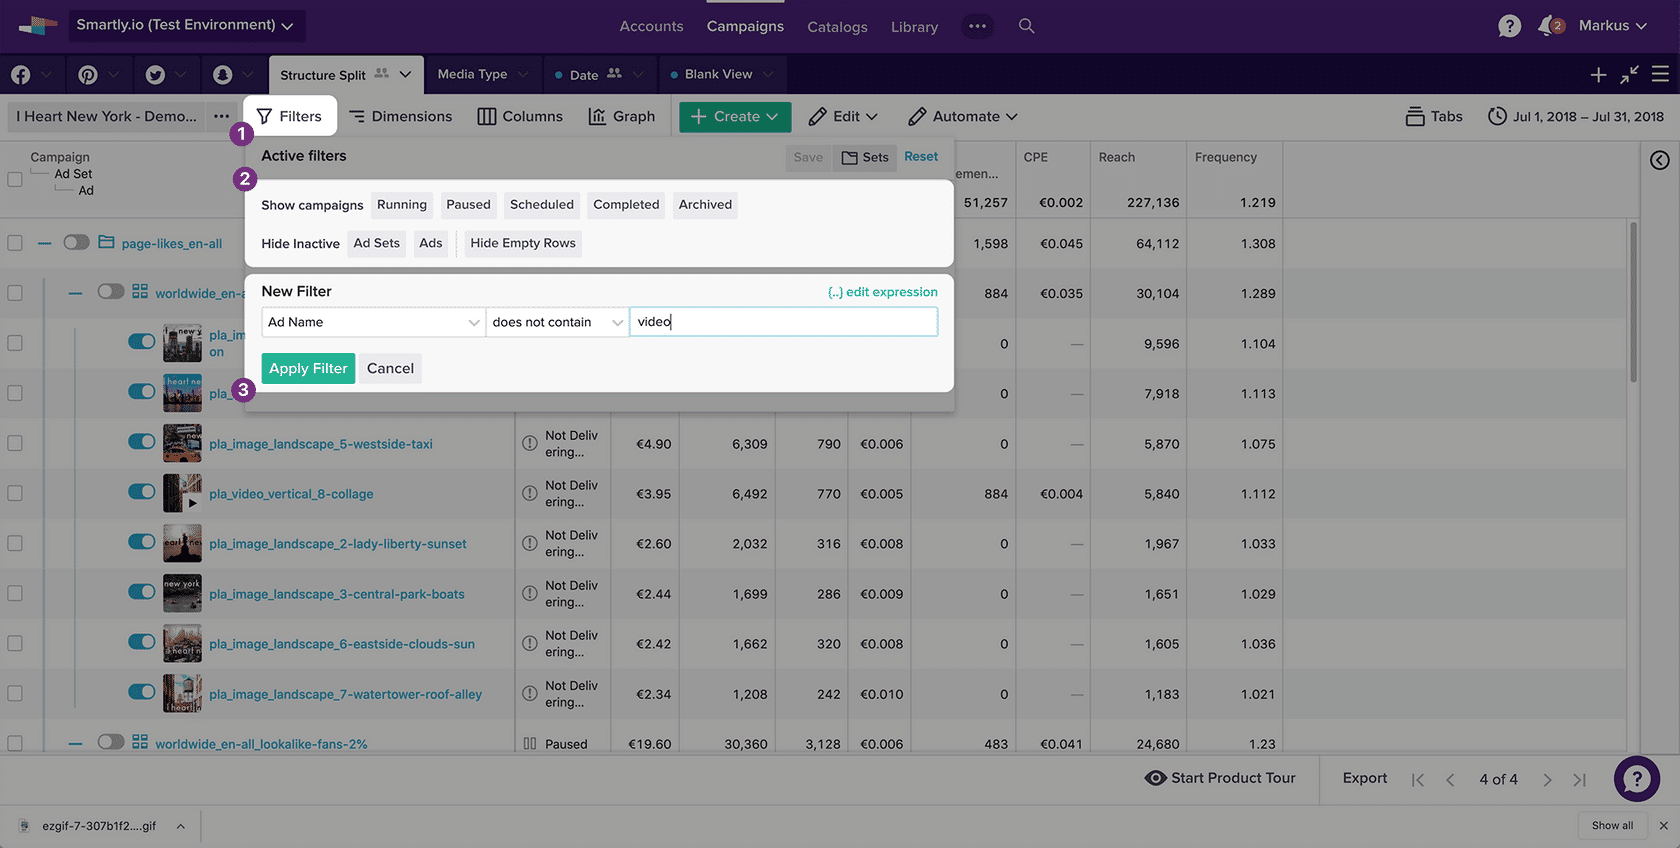 Smartly.io (Test Environment)
Accounts
Campaigns
Catalogs
Library
2
Markus
Structure Split
Media Type
Date
Blank View
I Heart New York - Demo...
Filters
Dimensions
Columns
Graph
Create
Edit
Automate
Tabs
Jul 1, 2018 – Jul 31, 2018
1
Active filters
Save
Sets
Reset
Campaign
Ad Set
Ad
emen...
CPE
Reach
Frequency
51,257
€0.002
227,136
1.219
2
Show campaigns
Running
Paused
Scheduled
Completed
Archived
Hide Inactive
Ad Sets
Ads
Hide Empty Rows
page-likes_en-all
1,598
€0.045
64,112
1.308
New Filter
{..} edit expression
worldwide_en-a
884
€0.035
30,104
1.289
Ad Name
does not contain
video
pla_im
on
0
9,596
1.104
Apply Filter
Cancel
3
pla_
0
—
7,918
1.113
pla_image_landscape_5-westside-taxi
Not Deliv
ering...
€4.90
6,309
790
€0.006
0
—
5,870
1.075
pla_video_vertical_8-collage
Not Deliv
ering...
€3.95
6,492
770
€0.005
884
€0.004
5,840
1.112
pla_image_landscape_2-lady-liberty-sunset
Not Deliv
ering...
€2.60
2,032
316
€0.008
0
—
1,967
1.033
pla_image_landscape_3-central-park-boats
Not Deliv
ering...
€2.44
1,699
286
€0.009
0
—
1,651
1.029
pla_image_landscape_6-eastside-clouds-sun
Not Deliv
ering...
€2.42
1,662
320
€0.008
0
—
1,605
1.036
pla_image_landscape_7-watertower-roof-alley
Not Deliv
ering...
€2.34
1,208
242
€0.010
0
—
1,183
1.021
worldwide_en-all_lookalike-fans-2%
Paused
€19.60
30,360
3,128
€0.006
483
€0.041
24,680
1.23
Start Product Tour
Export
4 of 4
ezgif-7-307b1f2....gif
Show all